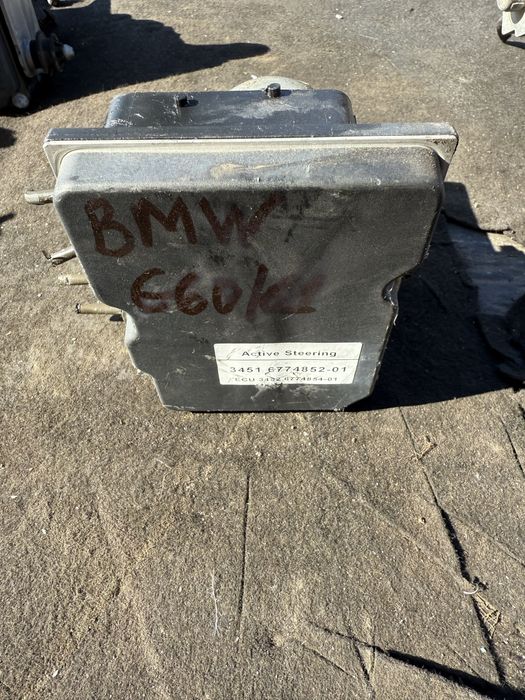 BMW
E60/61
Active Steering
3451 6774852-01
ECU 3452 6774854-01